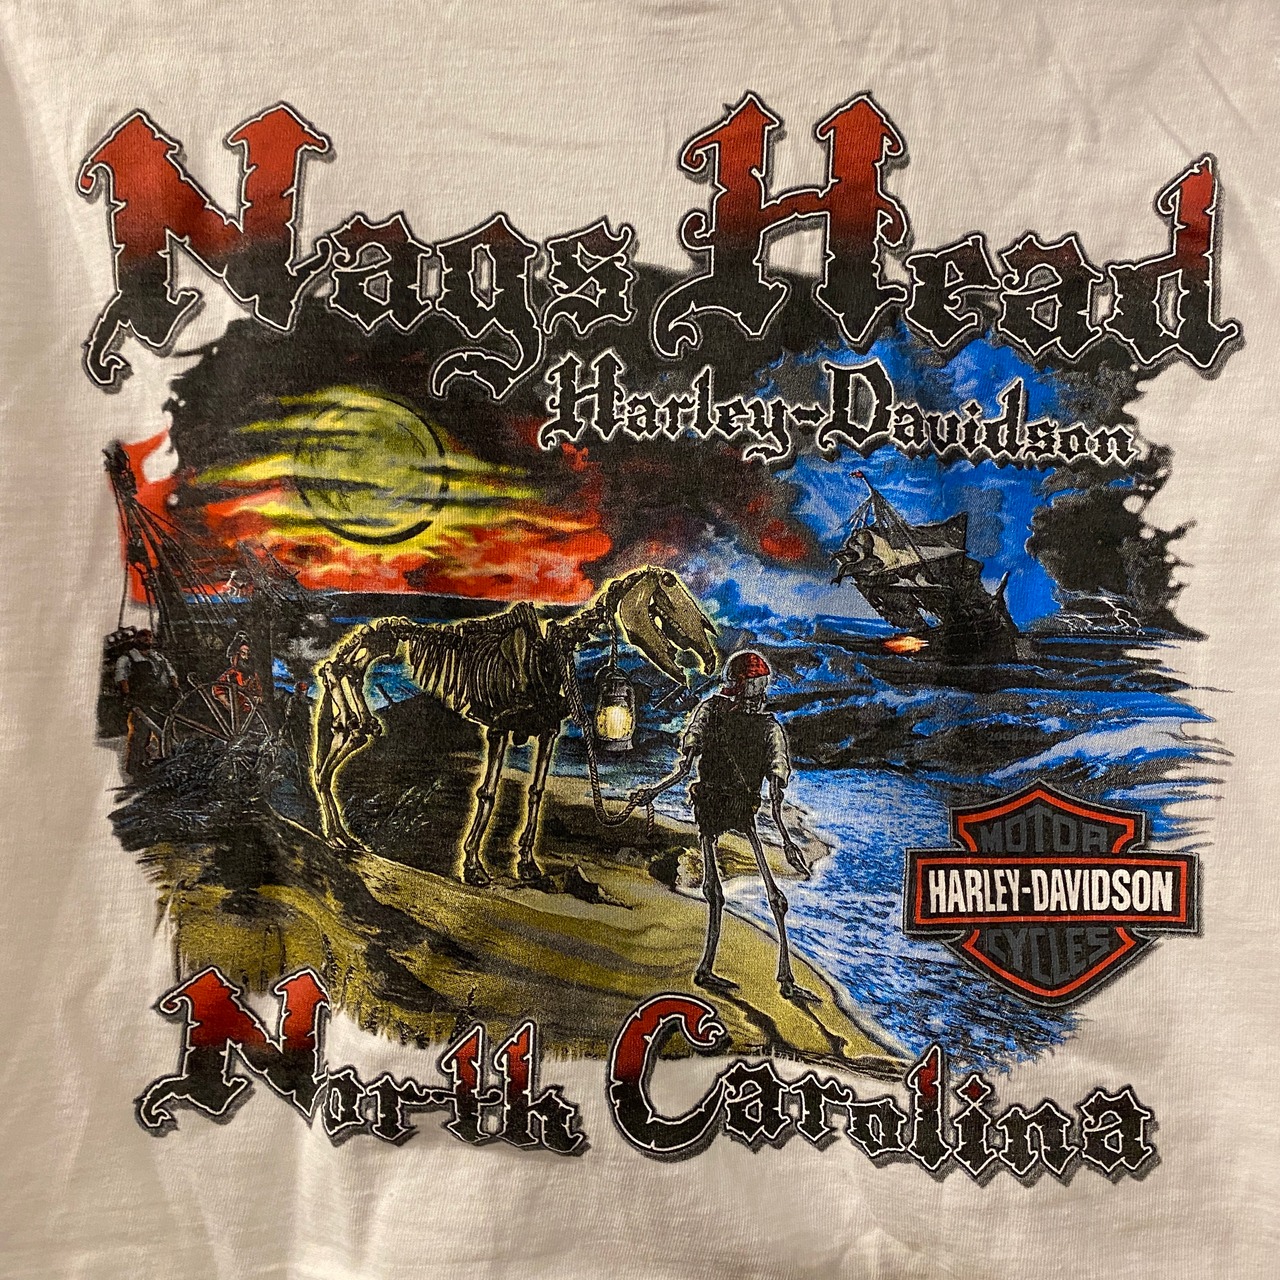 Nags Head
Harley-Davidson
MOTOR
HARLEY-DAVIDSON
CYCLES
North Carolina